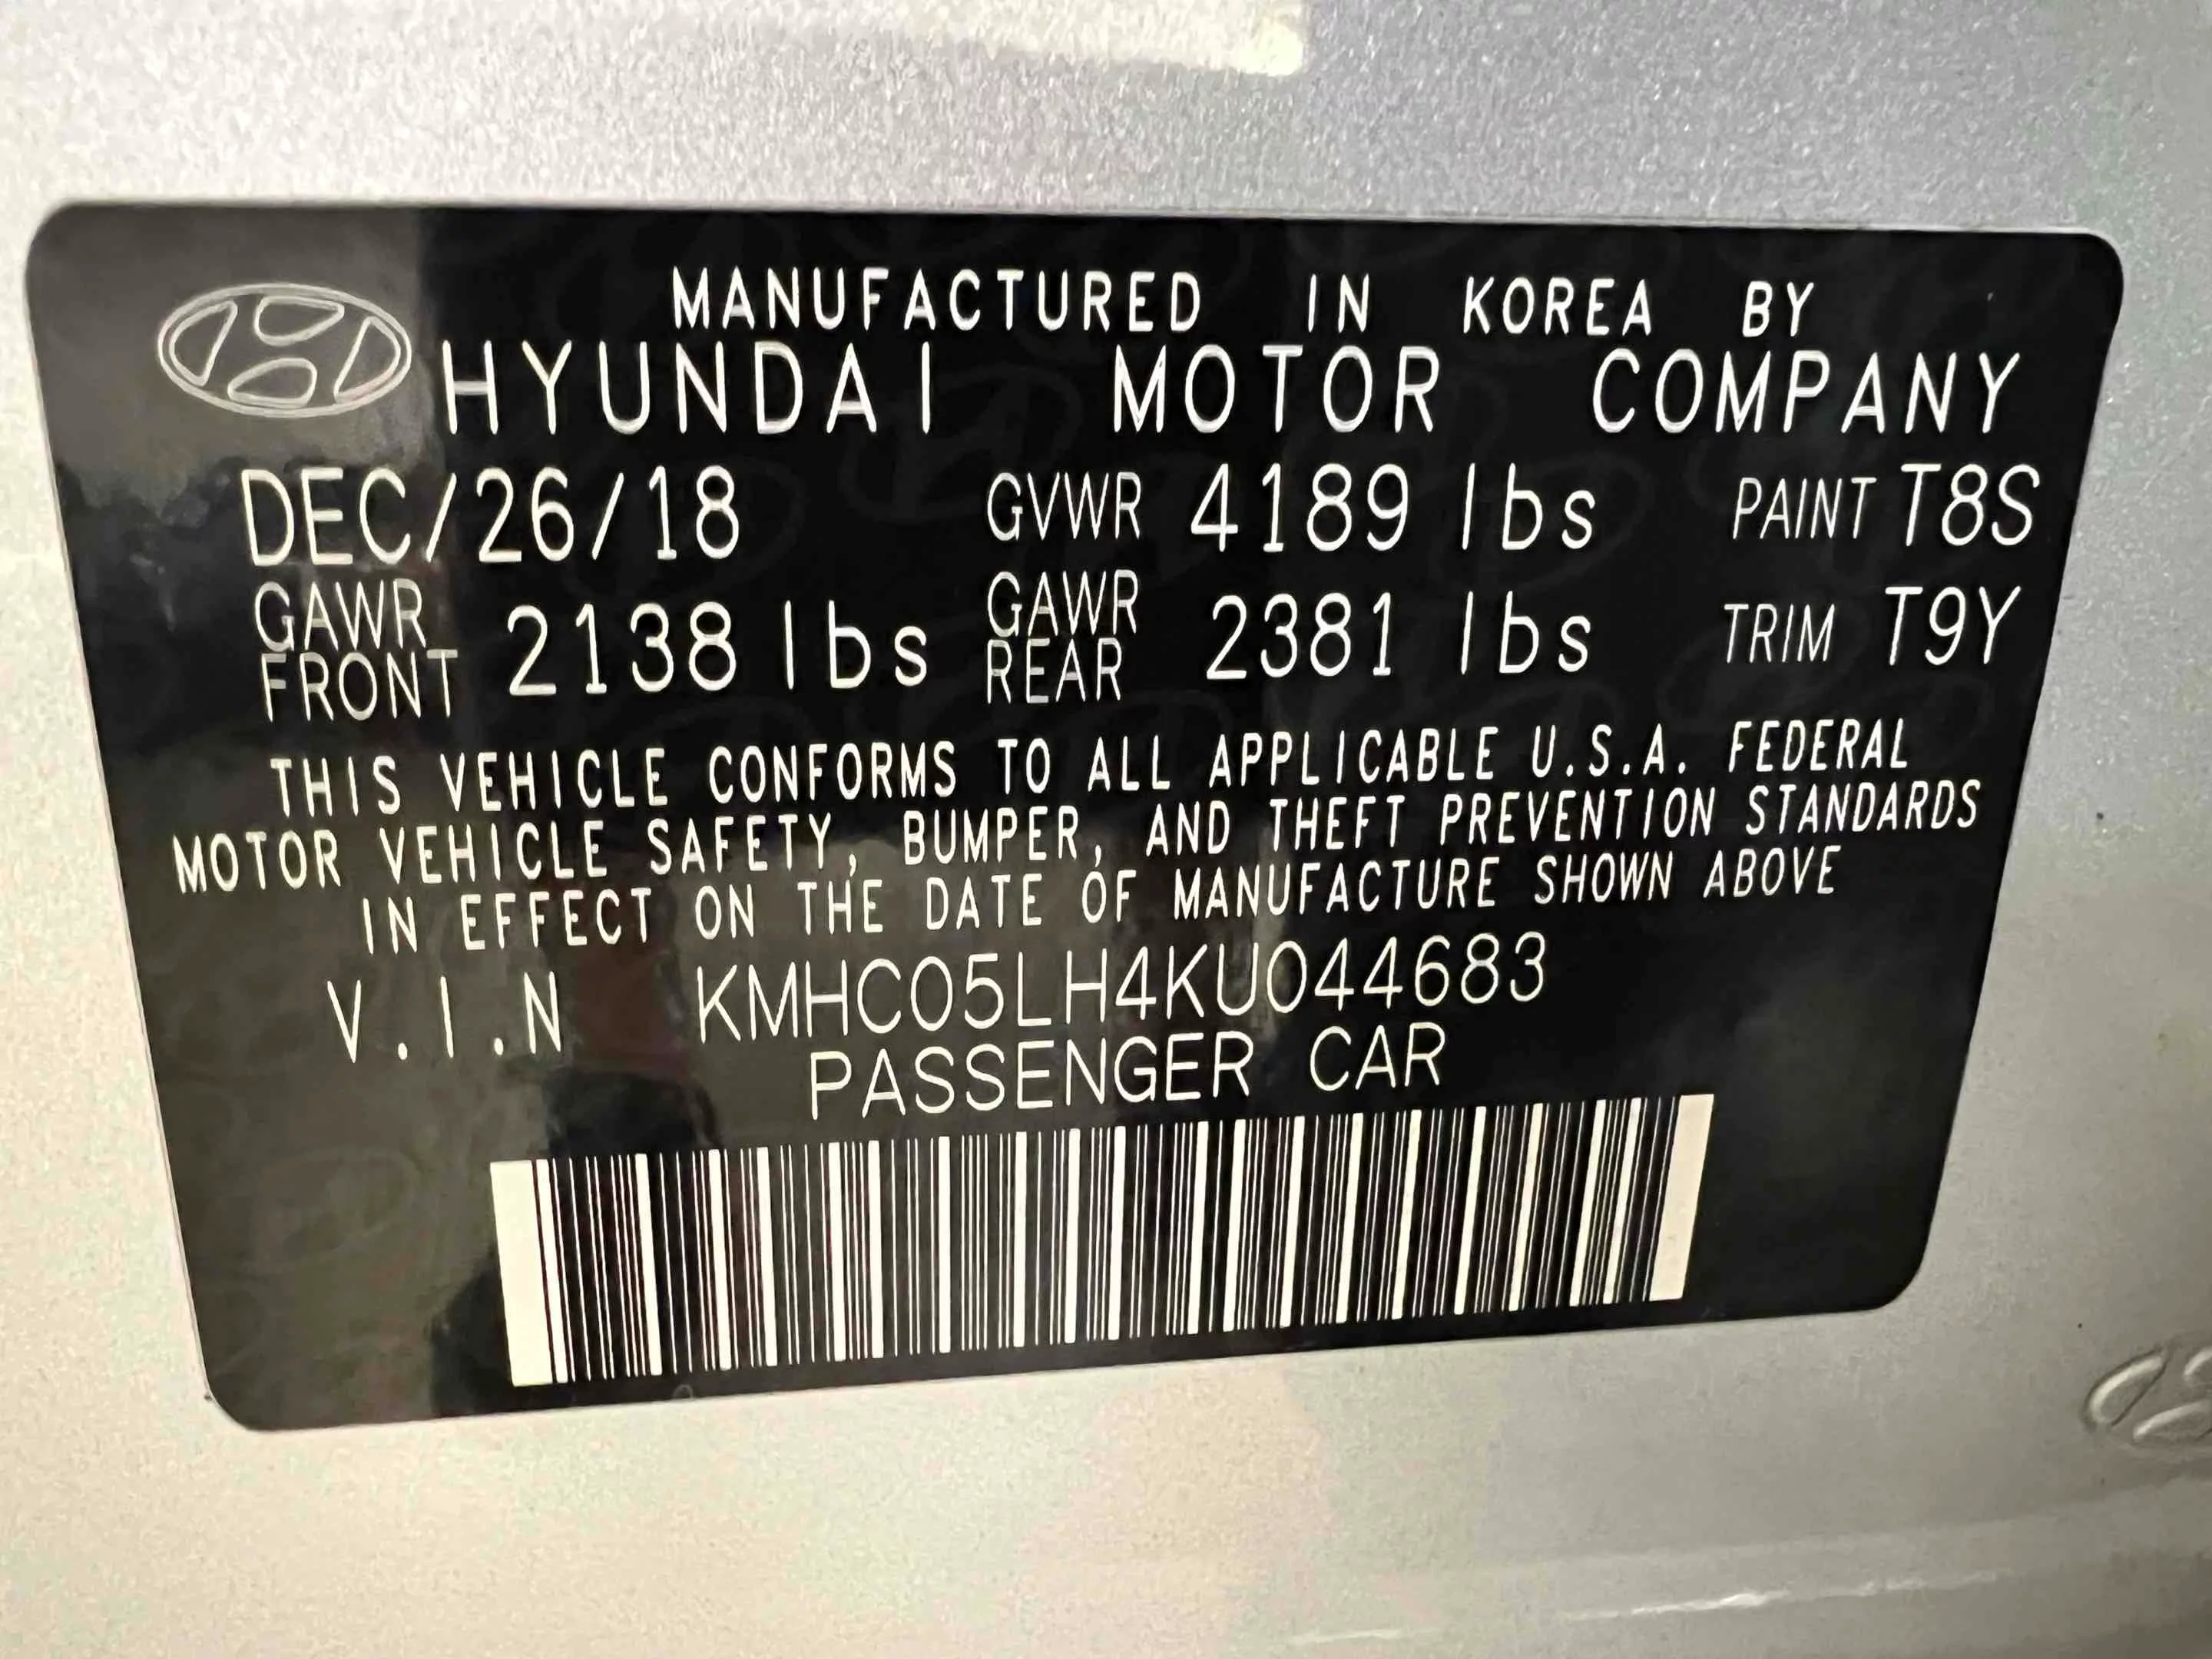 MANUFACTURED IN KOREA BY
HYUNDAI MOTOR COMPANY
DEC/26/18 GVWR 4189 lbs PAINT T8S
GAWR FRONT 2138 lbs GAWR REAR 2381 lbs TRIM T9Y
THIS VEHICLE CONFORMS TO ALL APPLICABLE U.S.A. FEDERAL
MOTOR VEHICLE SAFETY, BUMPER, AND THEFT PREVENTION STANDARDS
IN EFFECT ON THE DATE OF MANUFACTURE SHOWN ABOVE
V.I.N KMHC05LH4KU044683
PASSENGER CAR